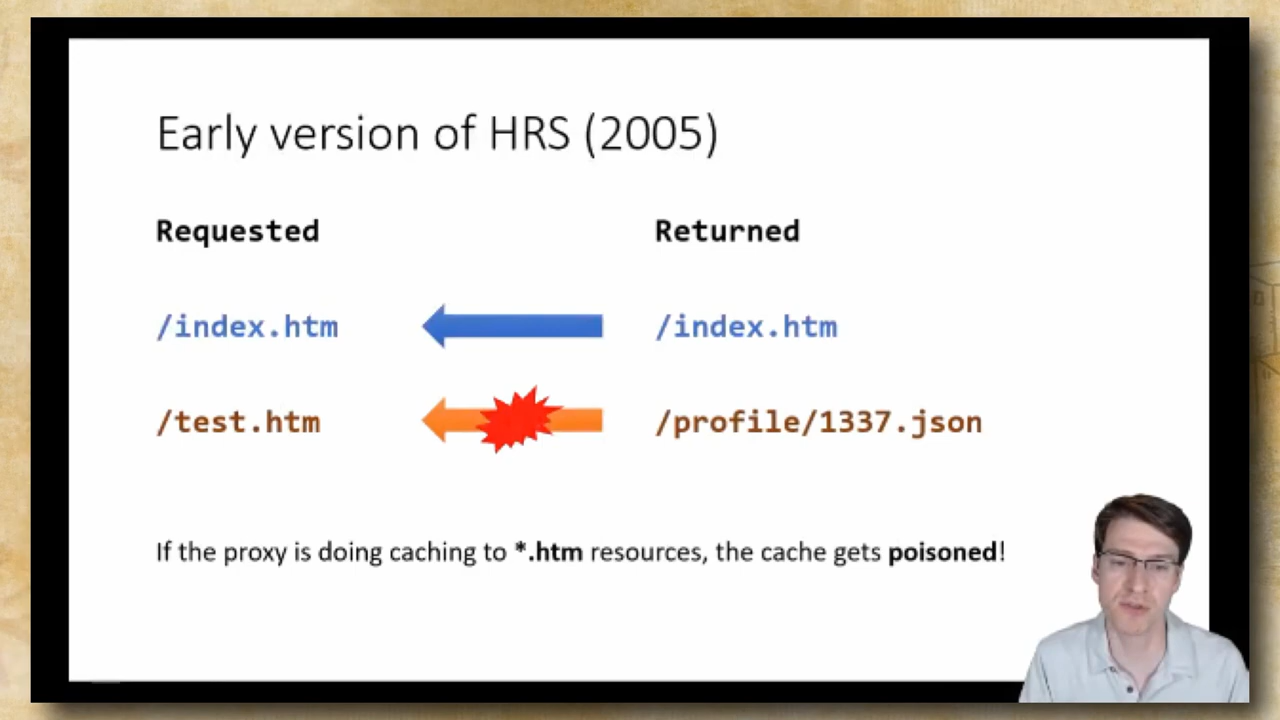 Early version of HRS (2005)
Requested Returned
/index.htm /index.htm
/test.htm /profile/1337.json
If the proxy is doing caching to *.htm resources, the cache gets poisoned!